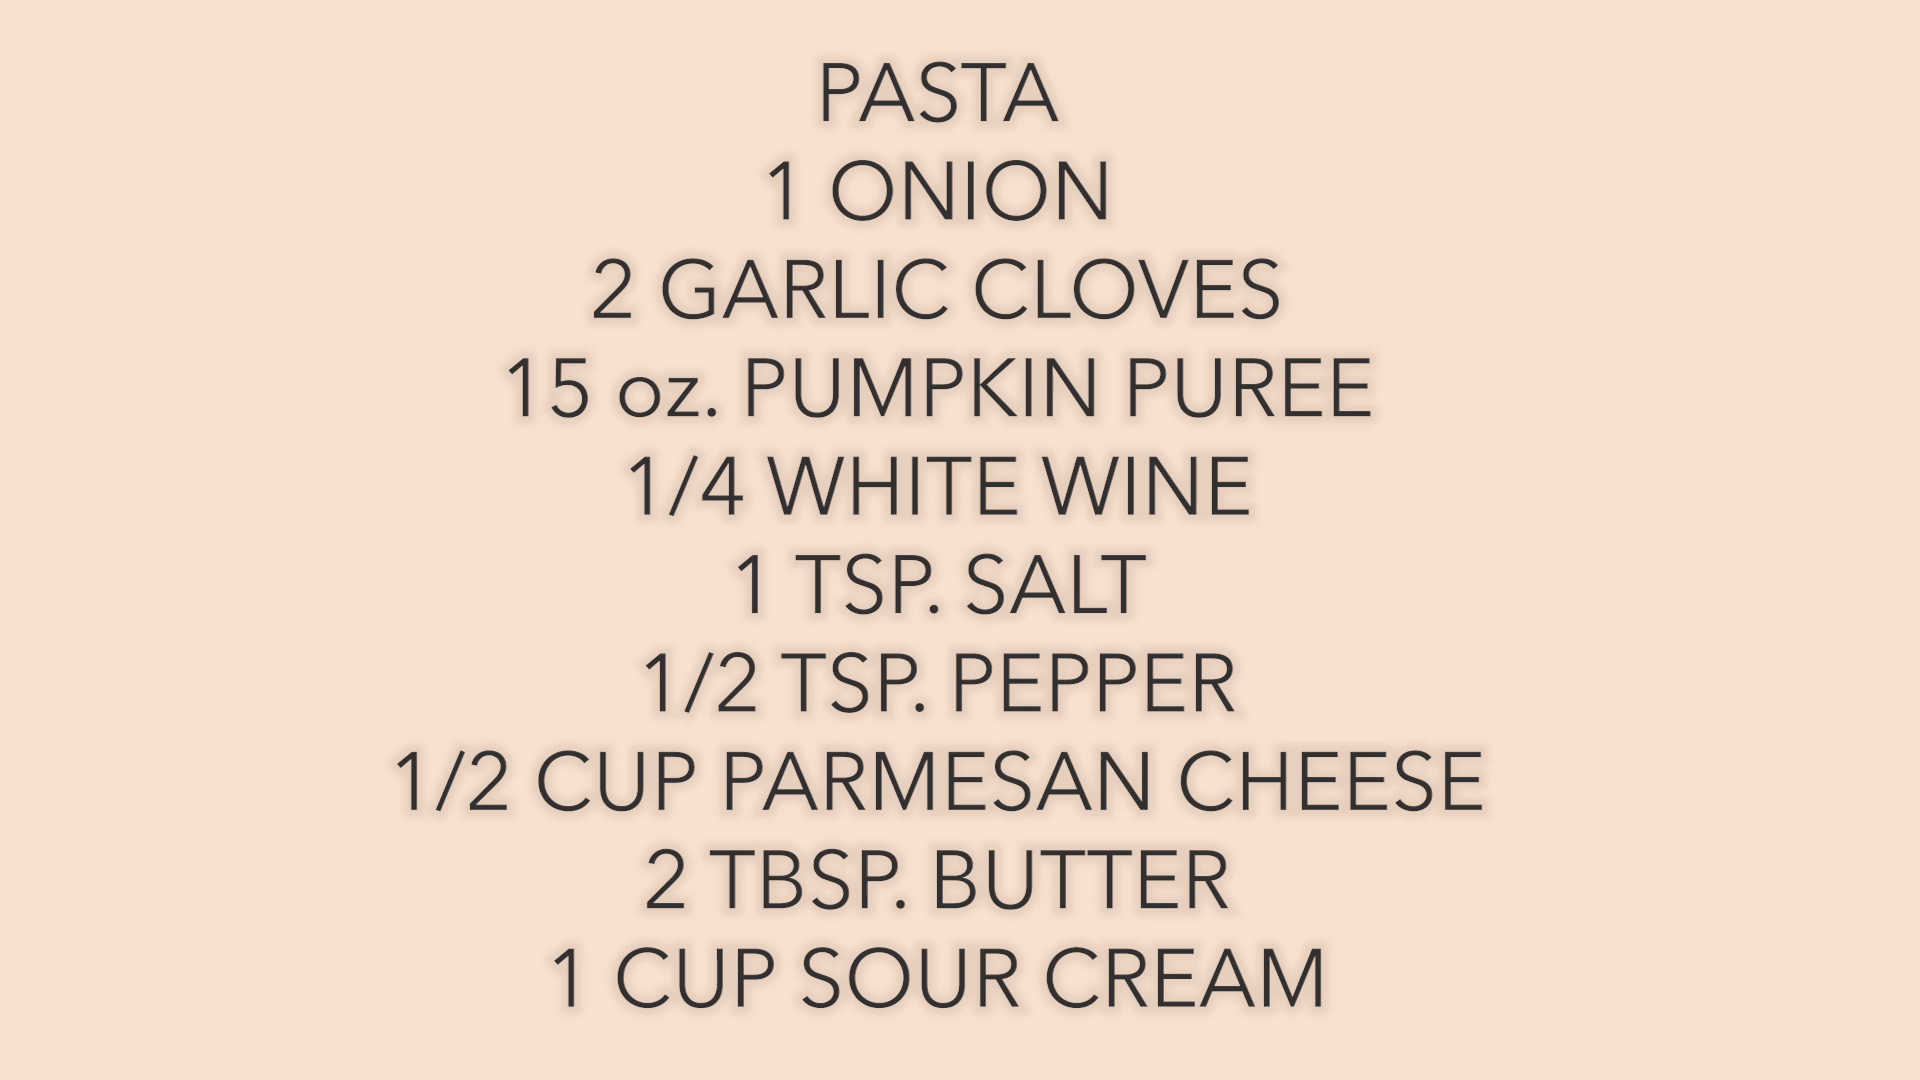 PASTA
1 ONION
2 GARLIC CLOVES
15 oz. PUMPKIN PUREE
1/4 WHITE WINE
1 TSP. SALT
1/2 TSP. PEPPER
1/2 CUP PARMESAN CHEESE
2 TBSP. BUTTER
1 CUP SOUR CREAM